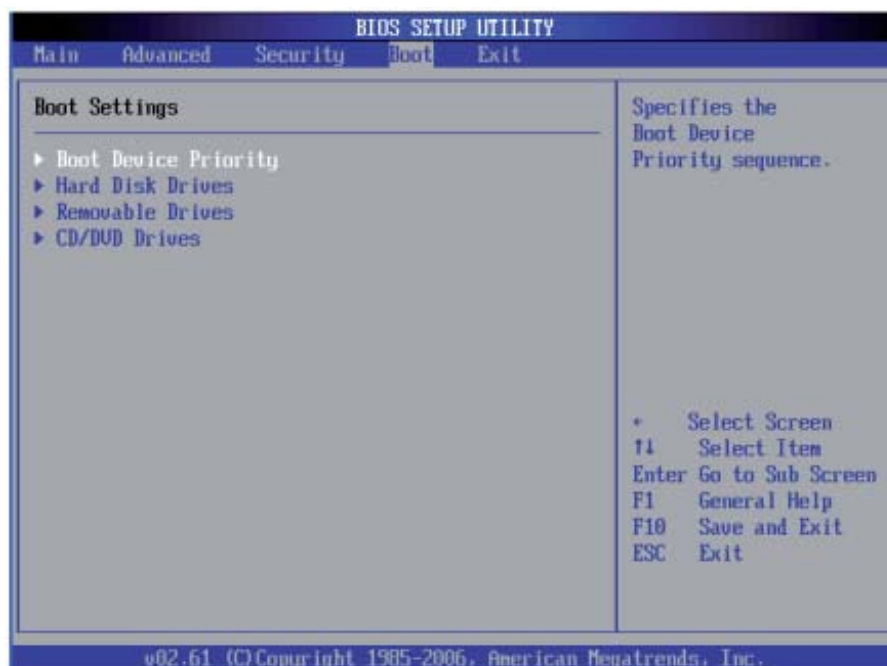 BIOS SETUP UTILITY
Main Advanced Security Boot Exit
Boot Settings
▶ Boot Device Priority
▶ Hard Disk Drives
▶ Removable Drives
▶ CD/DVD Drives
Specifies the
Boot Device
Priority sequence.
← Select Screen
↑↓ Select Item
Enter Go to Sub Screen
F1 General Help
F10 Save and Exit
ESC Exit
v02.61 (C)Copyright 1985-2006, American Megatrends, Inc.